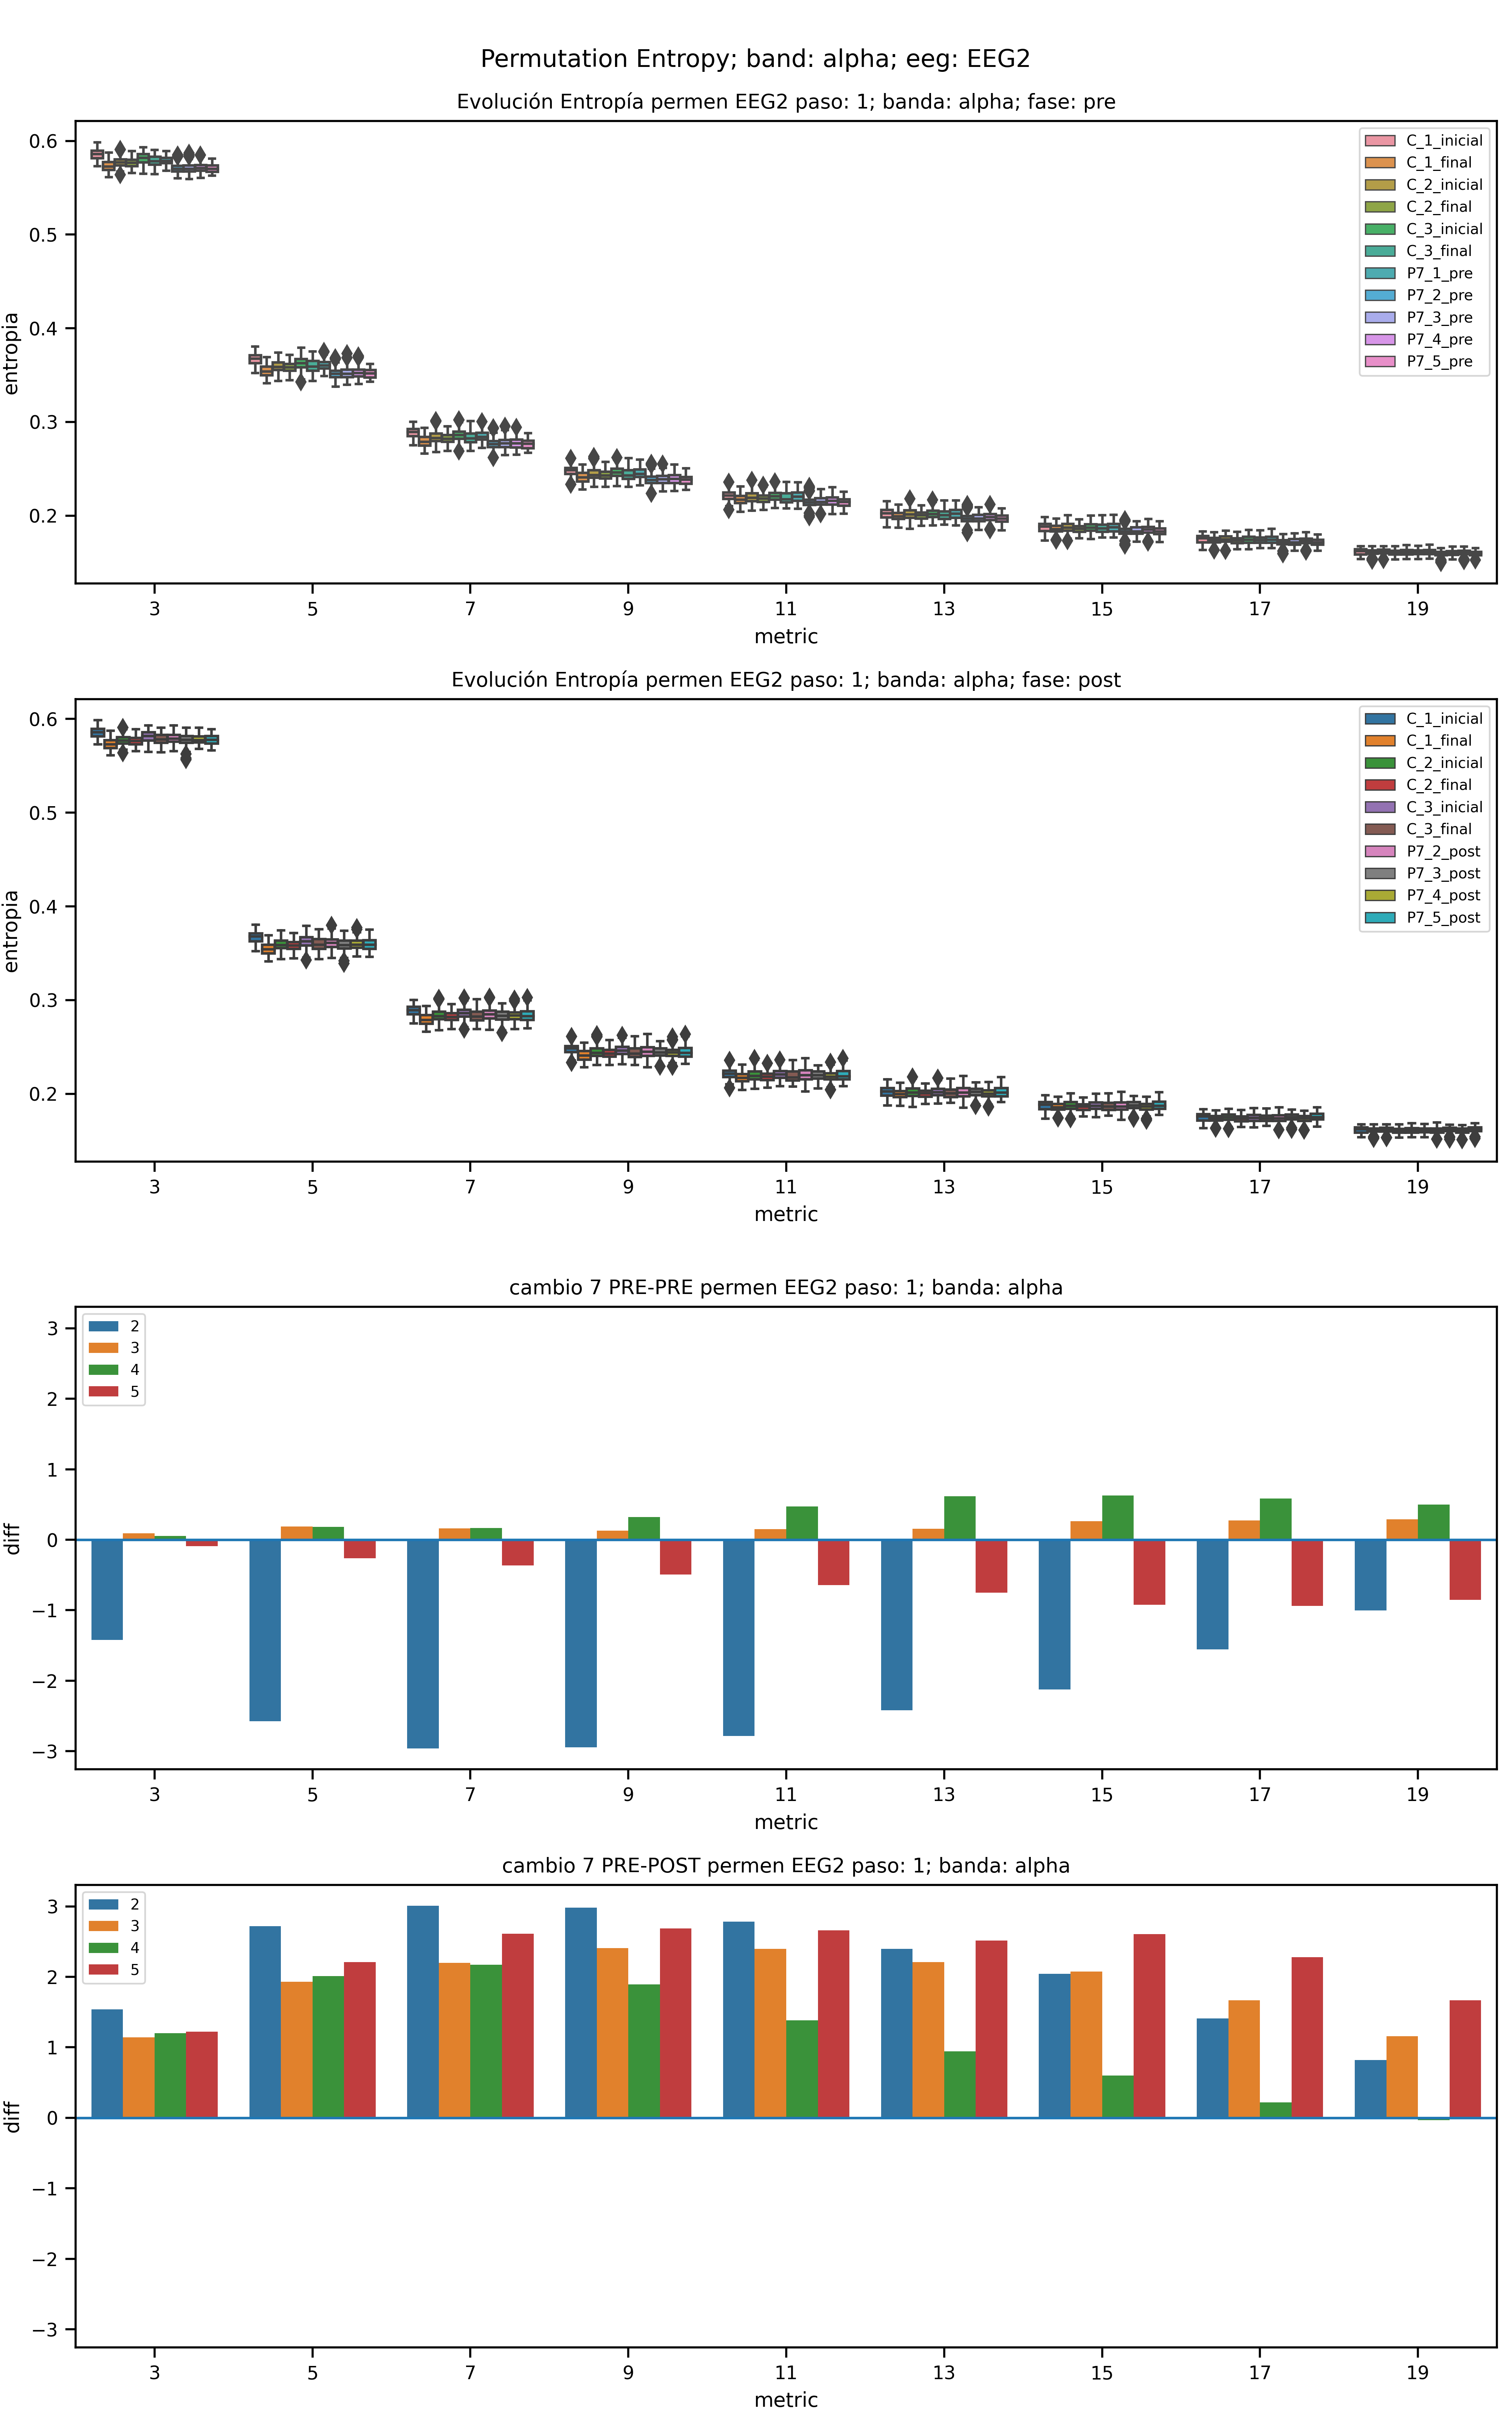 Permutation Entropy; band: alpha; eeg: EEG2
Evolución Entropía permen EEG2 paso: 1; banda: alpha; fase: pre
entropia
0.6
0.5
0.4
0.3
0.2
C_1_inicial
C_1_final
C_2_inicial
C_2_final
C_3_inicial
C_3_final
P7_1_pre
P7_2_pre
P7_3_pre
P7_4_pre
P7_5_pre
3 5 7 9 11 13 15 17 19
metric
Evolución Entropía permen EEG2 paso: 1; banda: alpha; fase: post
entropia
0.6
0.5
0.4
0.3
0.2
C_1_inicial
C_1_final
C_2_inicial
C_2_final
C_3_inicial
C_3_final
P7_2_post
P7_3_post
P7_4_post
P7_5_post
3 5 7 9 11 13 15 17 19
metric
cambio 7 PRE-PRE permen EEG2 paso: 1; banda: alpha
diff
3
2
1
0
−1
−2
−3
2
3
4
5
3 5 7 9 11 13 15 17 19
metric
cambio 7 PRE-POST permen EEG2 paso: 1; banda: alpha
diff
3
2
1
0
−1
−2
−3
2
3
4
5
3 5 7 9 11 13 15 17 19
metric